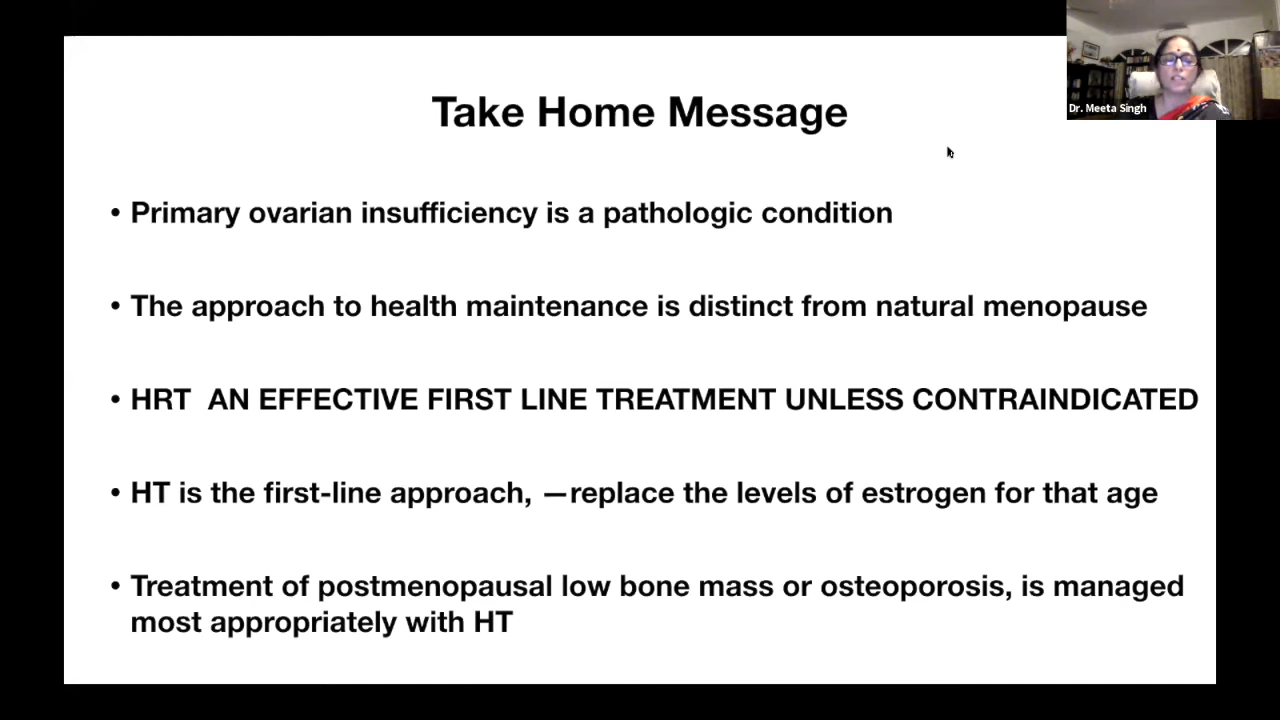 Dr. Meeta Singh
Take Home Message
• Primary ovarian insufficiency is a pathologic condition
• The approach to health maintenance is distinct from natural menopause
• HRT  AN EFFECTIVE FIRST LINE TREATMENT UNLESS CONTRAINDICATED
• HT is the first-line approach, —replace the levels of estrogen for that age
• Treatment of postmenopausal low bone mass or osteoporosis, is managed
most appropriately with HT